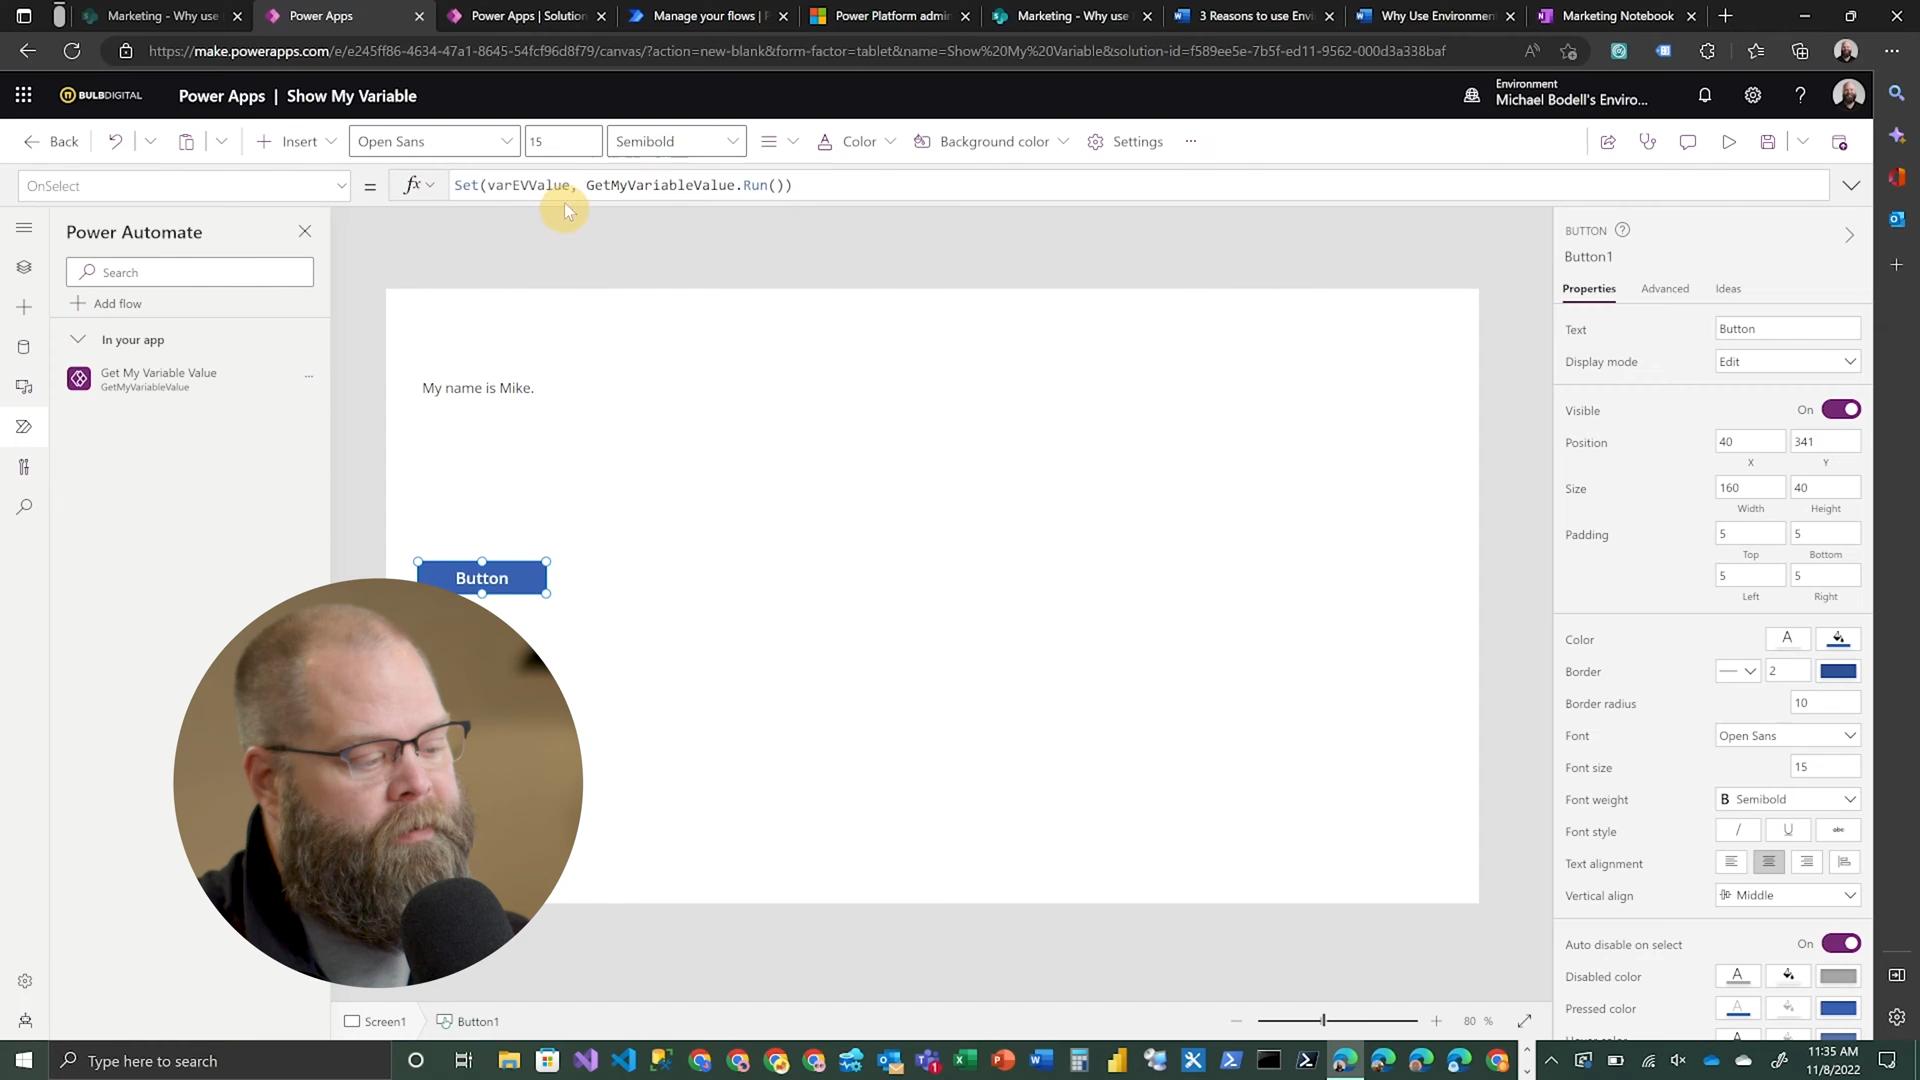 Marketing - Why use
Power Apps
Power Apps | Solution
Manage your flows | P
Power Platform admi
Marketing - Why use
3 Reasons to use Envi
Why Use Environmen
Marketing Notebook
https://make.powerapps.com/e/e245ff86-4634-47a1-8645-54fcf96d8f79/canvas/?action=new-blank&form-factor=tablet&name=Show%20My%20Variable&solution-id=f589ee5e-7b5f-ed11-9562-000d3a338baf
BULBDIGITAL
Power Apps | Show My Variable
Environment
Michael Bodell's Enviro...
Back
Insert
Open Sans
15
Semibold
Color
Background color
Settings
OnSelect
=
fx
Set(varEVValue, GetMyVariableValue.Run())
Power Automate
Search
Add flow
In your app
Get My Variable Value
GetMyVariableValue
My name is Mike.
Button
BUTTON
Button1
Properties
Advanced
Ideas
Text
Button
Display mode
Edit
Visible
On
Position
40
341
X
Y
Size
160
40
Width
Height
Padding
5
5
Top
Bottom
5
5
Left
Right
Color
Border
2
Border radius
10
Font
Open Sans
Font size
15
Font weight
B Semibold
Font style
/
U
abc
Text alignment
Vertical align
Middle
Auto disable on select
On
Disabled color
Pressed color
Screen1
Button1
80 %
Type here to search
11:35 AM
11/8/2022